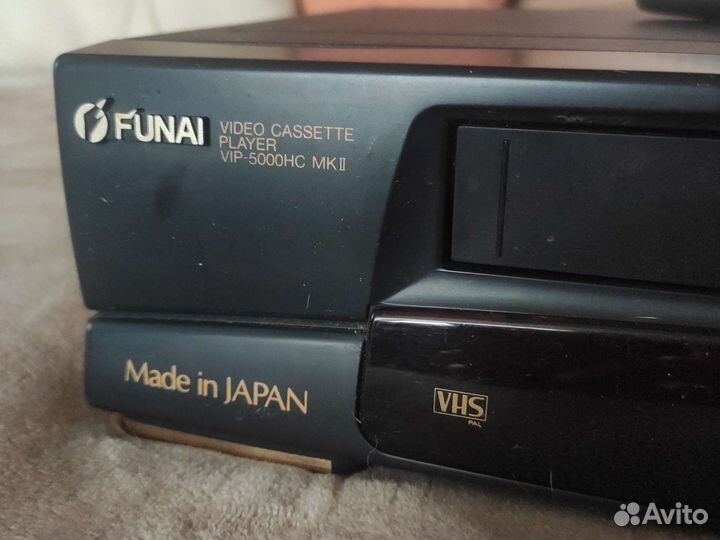 FUNAI
VIDEO CASSETTE
PLAYER
VIP-5000HC MKII
Made in JAPAN
VHS
PAL
Avito